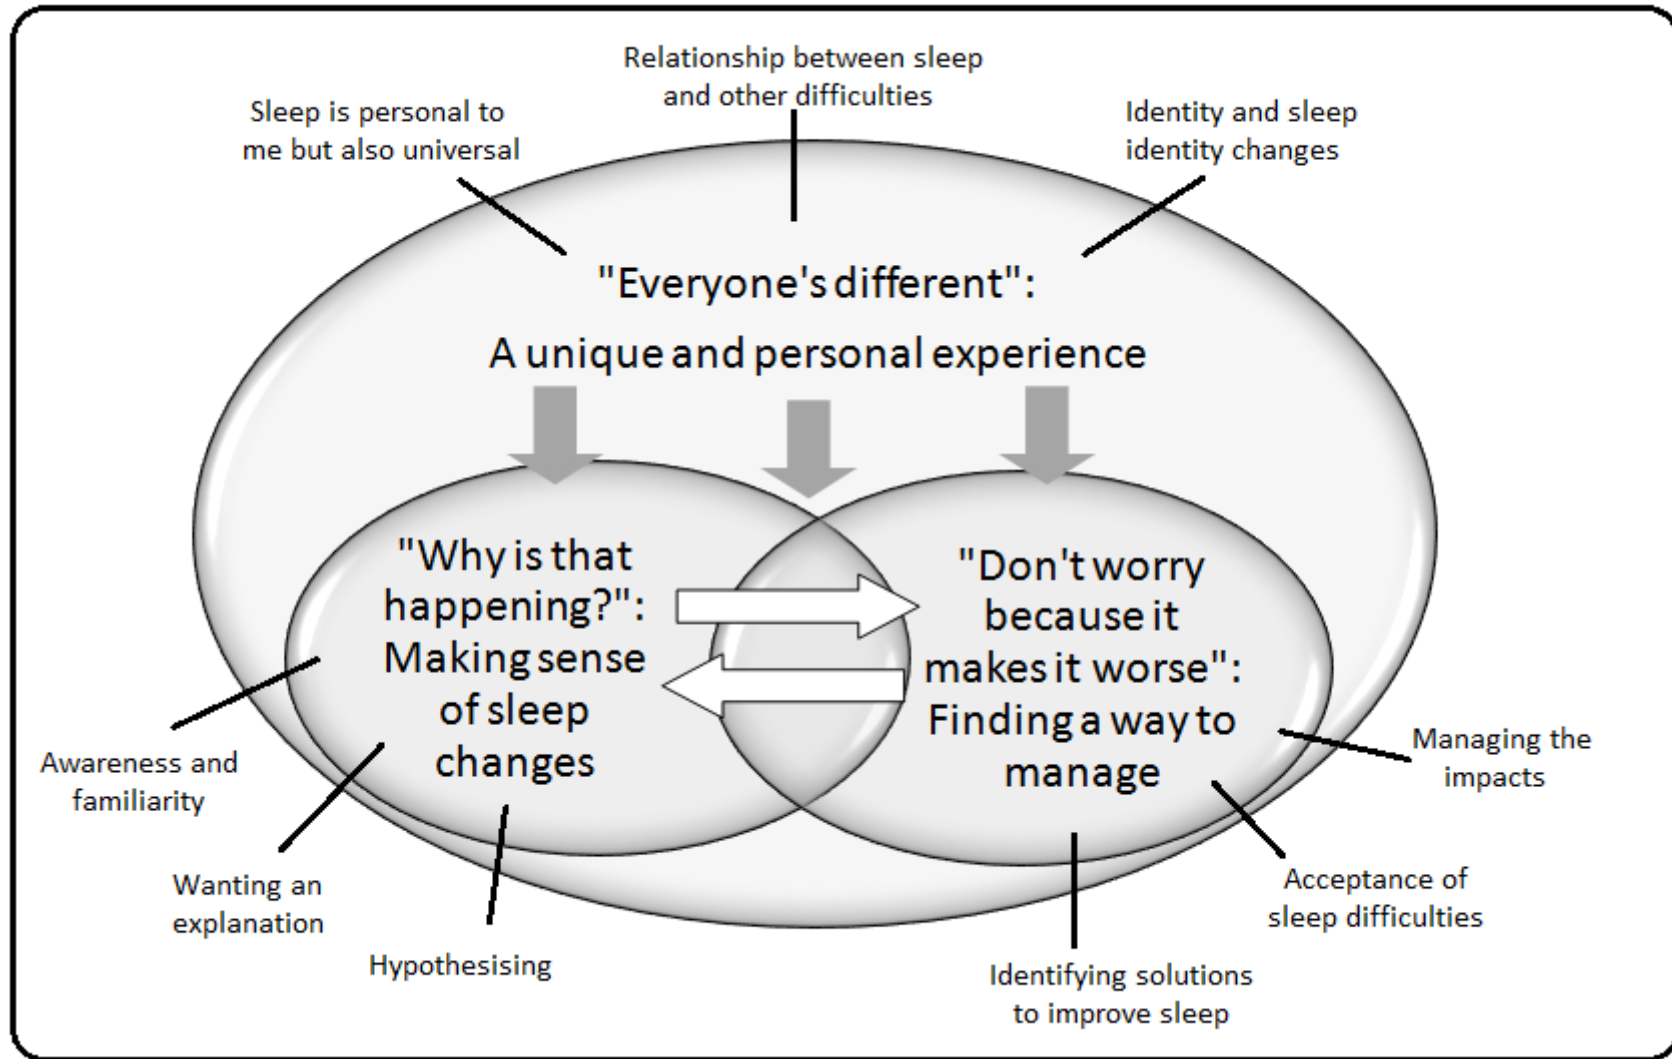 Relationship between sleep
and other difficulties
Sleep is personal to
me but also universal
Identity and sleep
identity changes
"Everyone's different":
A unique and personal experience
"Why is that
happening?":
Making sense
of sleep
changes
"Don't worry
because it
makes it worse":
Finding a way to
manage
Awareness and
familiarity
Wanting an
explanation
Hypothesising
Managing the
impacts
Acceptance of
sleep difficulties
Identifying solutions
to improve sleep